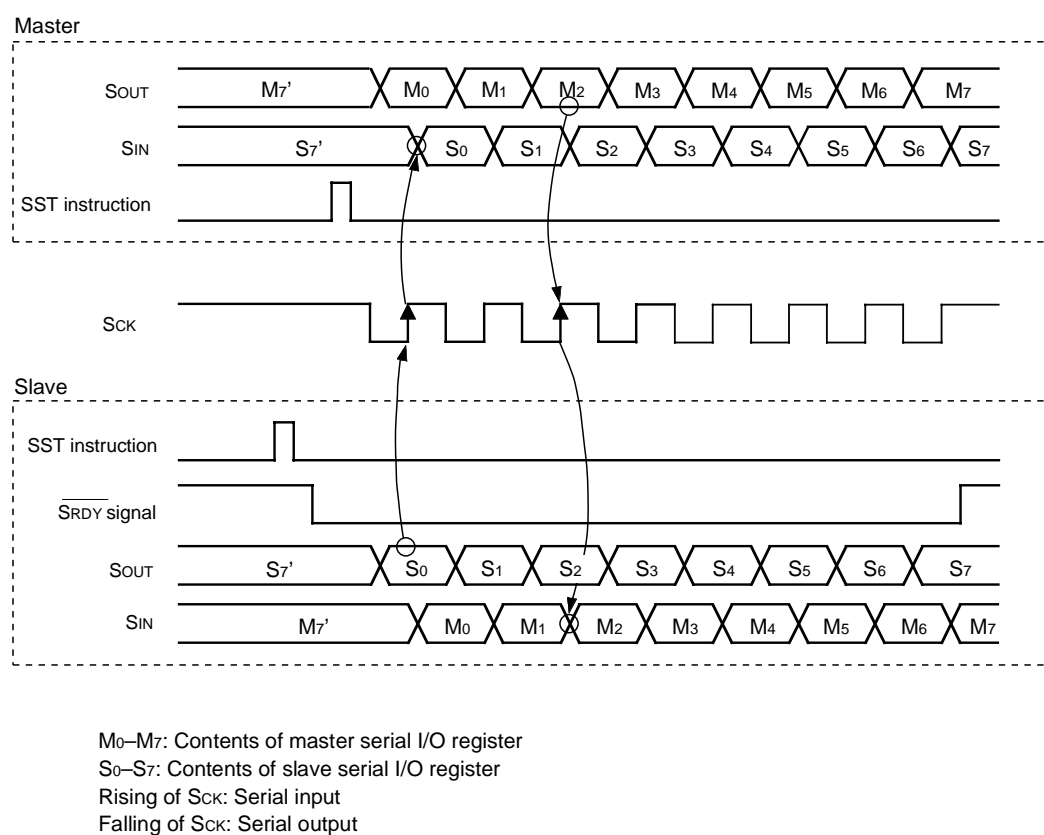 Master
SOUT M7' M0 M1 M2 M3 M4 M5 M6 M7
SIN S7' S0 S1 S2 S3 S4 S5 S6 S7
SST instruction
SCK
Slave
SST instruction
SRDY signal
SOUT S7' S0 S1 S2 S3 S4 S5 S6 S7
SIN M7' M0 M1 M2 M3 M4 M5 M6 M7
M0–M7: Contents of master serial I/O register
S0–S7: Contents of slave serial I/O register
Rising of SCK: Serial input
Falling of SCK: Serial output